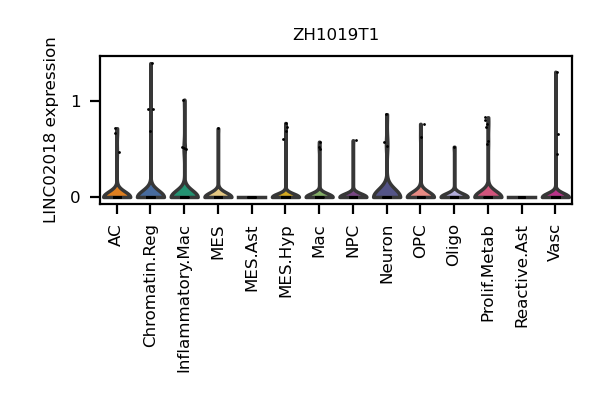 ZH1019T1
LINC02018 expression
1
0
AC
Chromatin.Reg
Inflammatory.Mac
MES
MES.Ast
MES.Hyp
Mac
NPC
Neuron
OPC
Oligo
Prolif.Metab
Reactive.Ast
Vasc